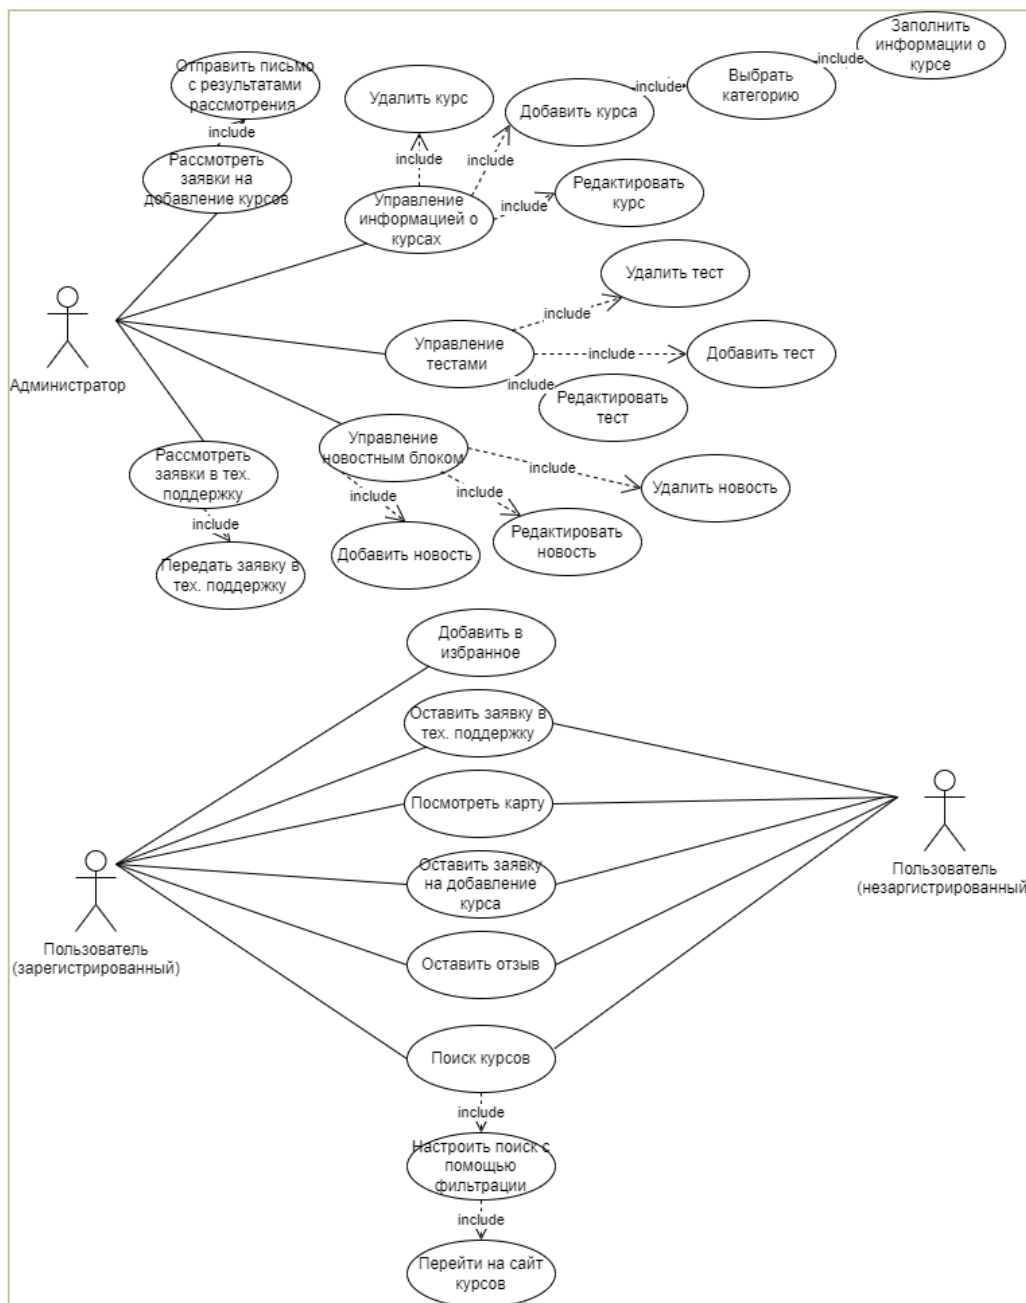 Заполнить
информации о
курсе
include
Выбрать
категорию
include
Отправить письмо
с результатами
рассмотрения
include
Удалить курс
include
Добавить курса
include
Рассмотреть
заявки на
добавление курсов
Управление
информацией о
курсах
include
Редактировать
курс
Удалить тест
include
Администратор
Управление
тестами
include
Добавить тест
include
Редактировать
тест
Управление
новостным блоком
include
Удалить новость
Рассмотреть
заявки в тех.
поддержку
include
include
include
Добавить новость
Редактировать
новость
Передать заявку в
тех. поддержку
Добавить в
избранное
Оставить заявку в
тех. поддержку
Посмотреть карту
Оставить заявку
на добавление
курса
Пользователь
(незаргистрированный
Пользователь
(зарегистрированный)
Оставить отзыв
Поиск курсов
include
Настроить поиск с
помощью
фильтрации
include
Перейти на сайт
курсов